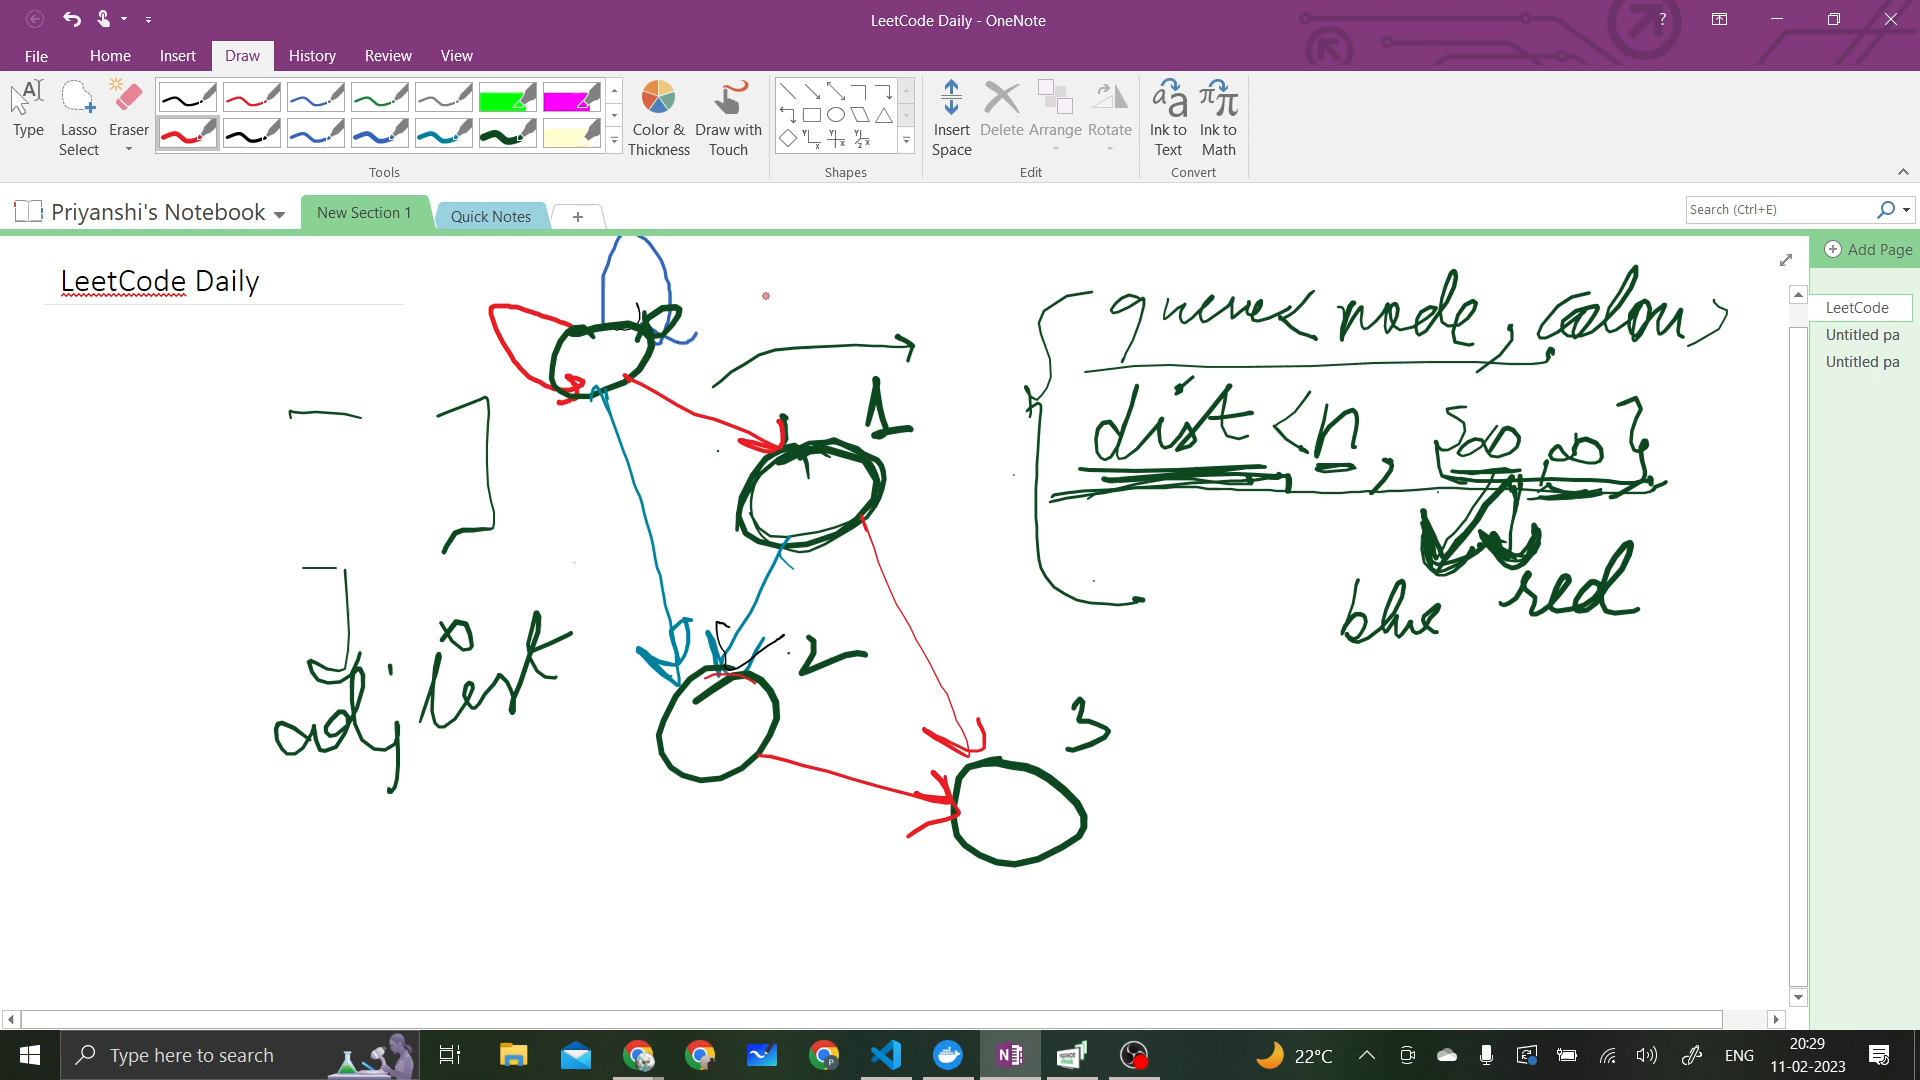 LeetCode Daily - OneNote
?
File Home Insert Draw History Review View
Type
Lasso Select
Eraser
Color & Thickness
Draw with Touch
Insert Space
Delete
Arrange
Rotate
Ink to Text
Ink to Math
Tools
Shapes
Edit
Convert
Priyanshi's Notebook
New Section 1
Quick Notes
+
Search (Ctrl+E)
Add Page
LeetCode
Untitled pa
Untitled pa
LeetCode Daily
queue< node, colour >
dist <n, {∞, ∞}
blue red
1
2
3
adj list
Type here to search
22°C
ENG
20:29
11-02-2023